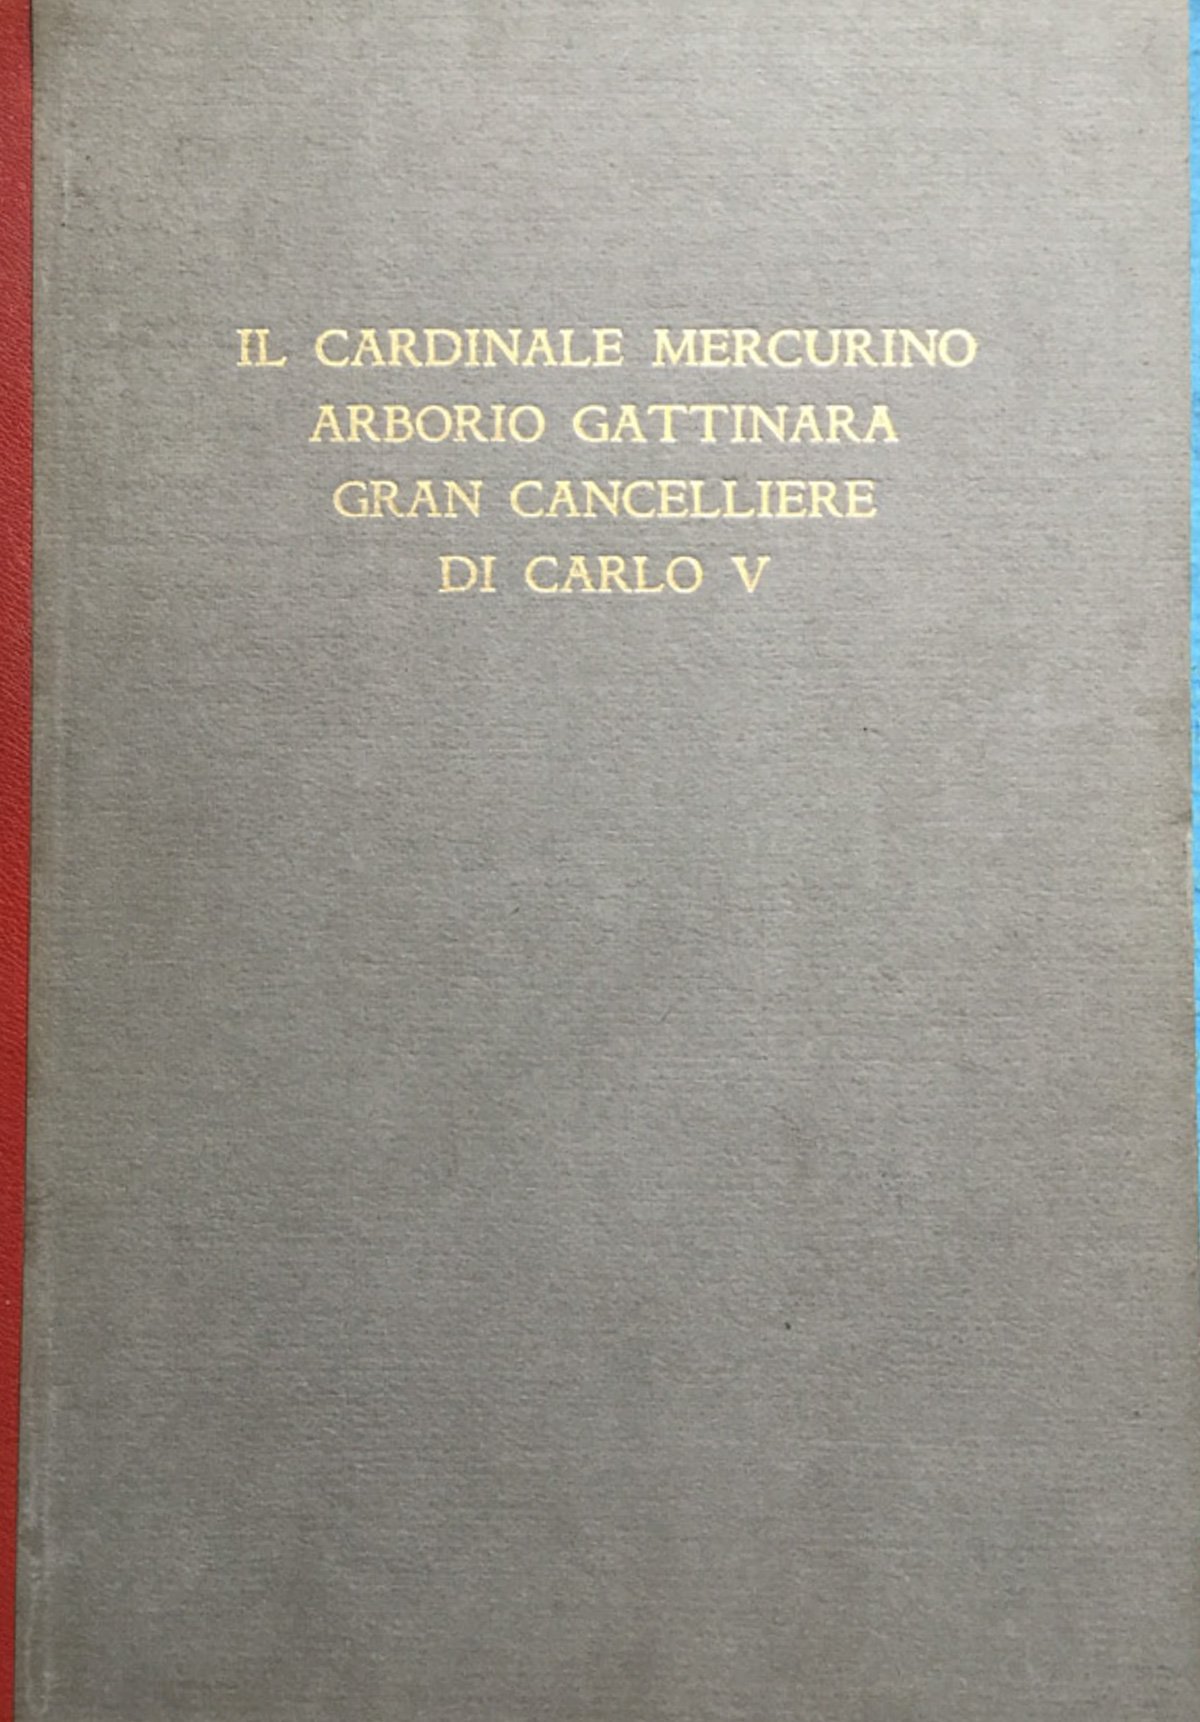 IL CARDINALE MERCURINO
ARBORIO GATTINARA
GRAN CANCELLIERE
DI CARLO V